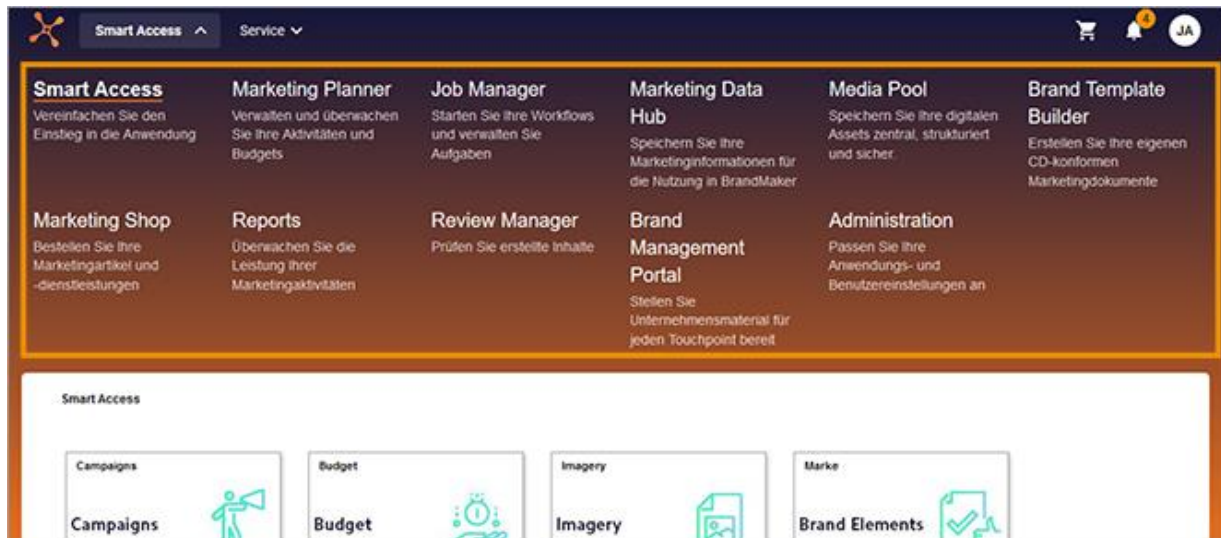 Smart Access
Service
4
JA
Smart Access
Vereinfachen Sie den
Einstieg in die Anwendung
Marketing Planner
Verwalten und überwachen
Sie Ihre Aktivitäten und
Budgets
Job Manager
Starten Sie Ihre Workflows
und verwalten Sie
Aufgaben
Marketing Data
Hub
Speichern Sie Ihre
Marketinginformationen für
die Nutzung in BrandMaker
Media Pool
Speichern Sie Ihre digitalen
Assets zentral, strukturiert
und sicher.
Brand Template
Builder
Erstellen Sie Ihre eigenen
CD-konformen
Marketingdokumente
Marketing Shop
Bestellen Sie Ihre
Marketingartikel und
-dienstleistungen
Reports
Überwachen Sie die
Leistung Ihrer
Marketingaktivitäten
Review Manager
Prüfen Sie erstellte Inhalte
Brand
Management
Portal
Stellen Sie
Unternehmensmaterial für
jeden Touchpoint bereit
Administration
Passen Sie Ihre
Anwendungs- und
Benutzereinstellungen an
Smart Access
Campaigns
Campaigns
Budget
Budget
Imagery
Imagery
Marke
Brand Elements